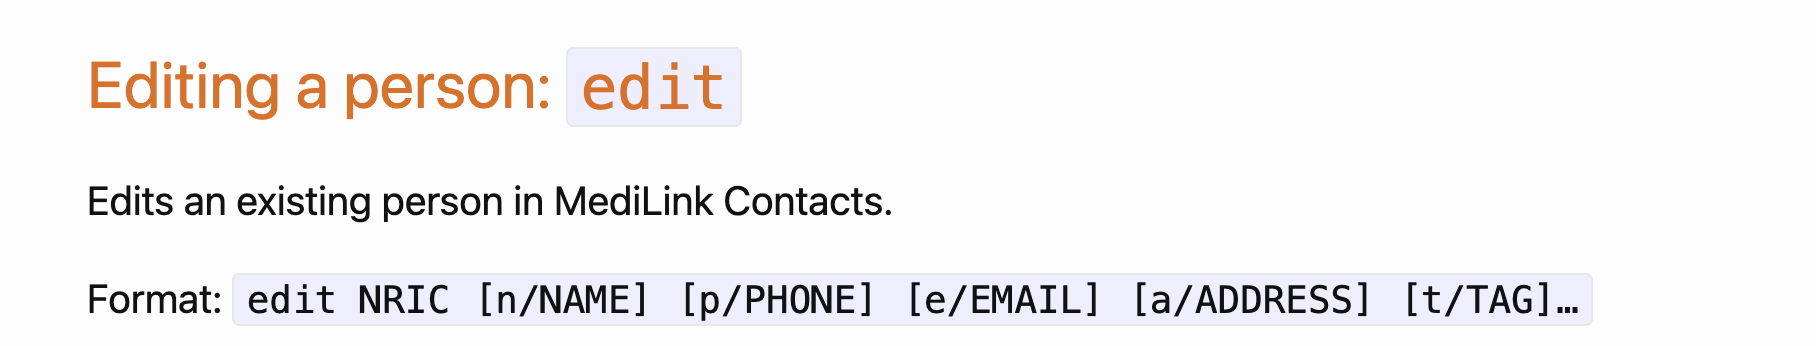 Editing a person: edit
Edits an existing person in MediLink Contacts.
Format: edit NRIC [n/NAME] [p/PHONE] [e/EMAIL] [a/ADDRESS] [t/TAG]…